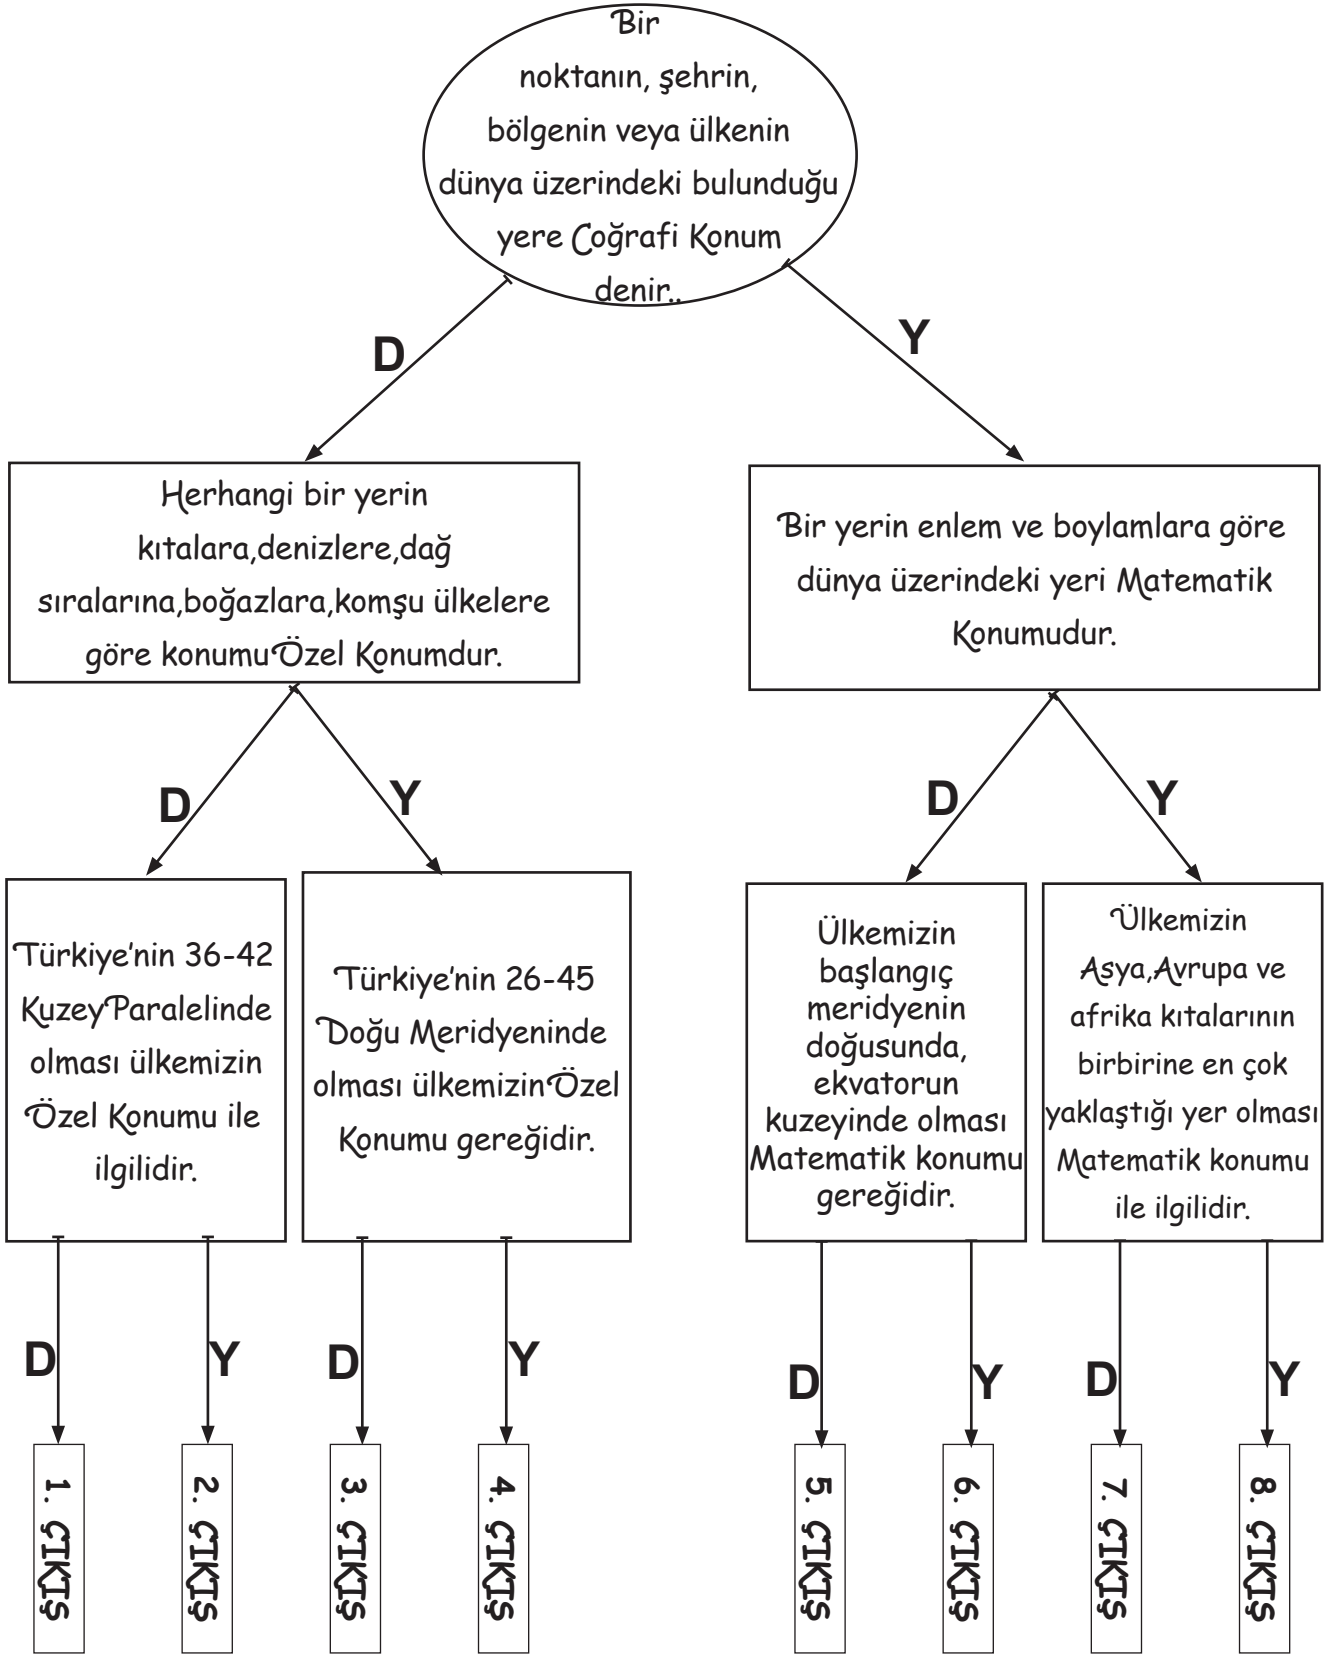 Bir
noktanın, şehrin,
bölgenin veya ülkenin
dünya üzerindeki bulunduğu
yere Coğrafi Konum
denir..
D
Y
Herhangi bir yerin
kıtalara,denizlere,dağ
sıralarına,boğazlara,komşu ülkelere
göre konumu Özel Konumdur.
Bir yerin enlem ve boylamlara göre
dünya üzerindeki yeri Matematik
Konumudur.
D
Y
D
Y
Türkiye'nin 36-42
Kuzey Paralelinde
olması ülkemizin
Özel Konumu ile
ilgilidir.
Türkiye'nin 26-45
Doğu Meridyeninde
olması ülkemizin Özel
Konumu gereğidir.
Ülkemizin
başlangıç
meridyenin
doğusunda,
ekvatorun
kuzeyinde olması
Matematik konumu
gereğidir.
Ülkemizin
Asya,Avrupa ve
afrika kıtalarının
birbirine en çok
yaklaştığı yer olması
Matematik konumu
ile ilgilidir.
D
Y
D
Y
D
Y
D
Y
1. ÇIKIŞ
2. ÇIKIŞ
3. ÇIKIŞ
4. ÇIKIŞ
5. ÇIKIŞ
6. ÇIKIŞ
7. ÇIKIŞ
8. ÇIKIŞ